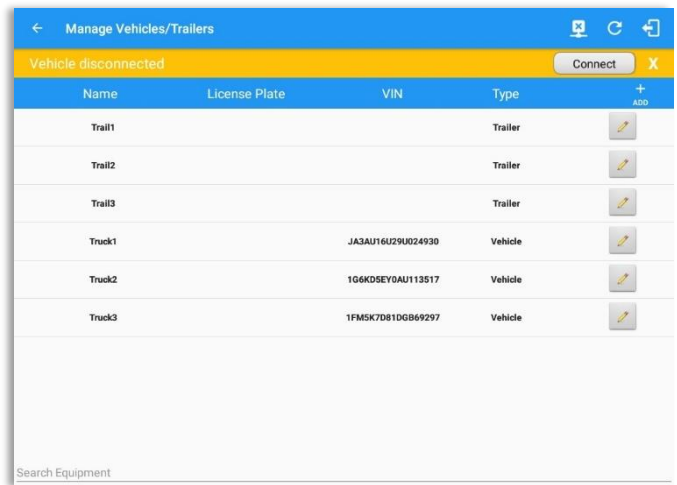 Manage Vehicles/Trailers
Vehicle disconnected Connect X
Name License Plate VIN Type + ADD
Trail1 Trailer
Trail2 Trailer
Trail3 Trailer
Truck1 JA3AU16U29U024930 Vehicle
Truck2 1G6KD5EY0AU113517 Vehicle
Truck3 1FM5K7D81DGB69297 Vehicle
Search Equipment